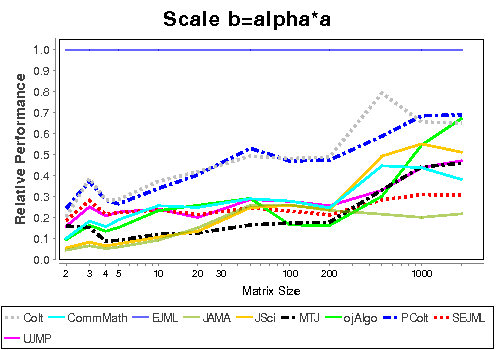 Scale b=alpha*a
1.0
0.9
0.8
0.7
0.6
0.5
0.4
0.3
0.2
0.1
0.0
Relative Performance
2 3 4 5 10 20 30 100 200 1000
Matrix Size
Colt CommMath EJML JAMA JSci MTJ ojAlgo PColt SEJML
UJMP